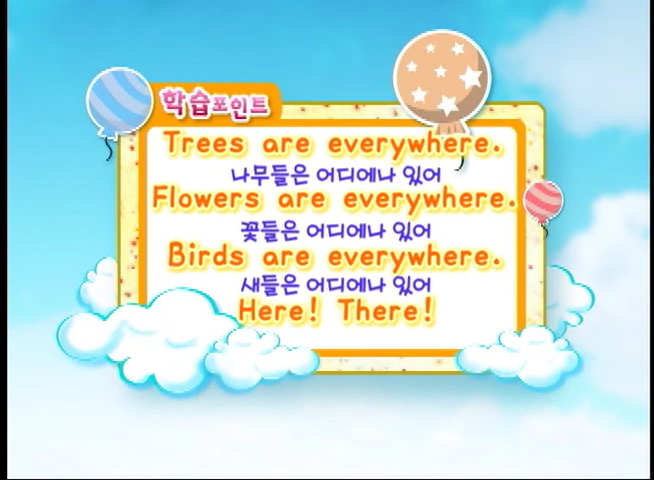 학습포인트
Trees are everywhere.
나무들은 어디에나 있어
Flowers are everywhere.
꽃들은 어디에나 있어
Birds are everywhere.
새들은 어디에나 있어
Here! There!